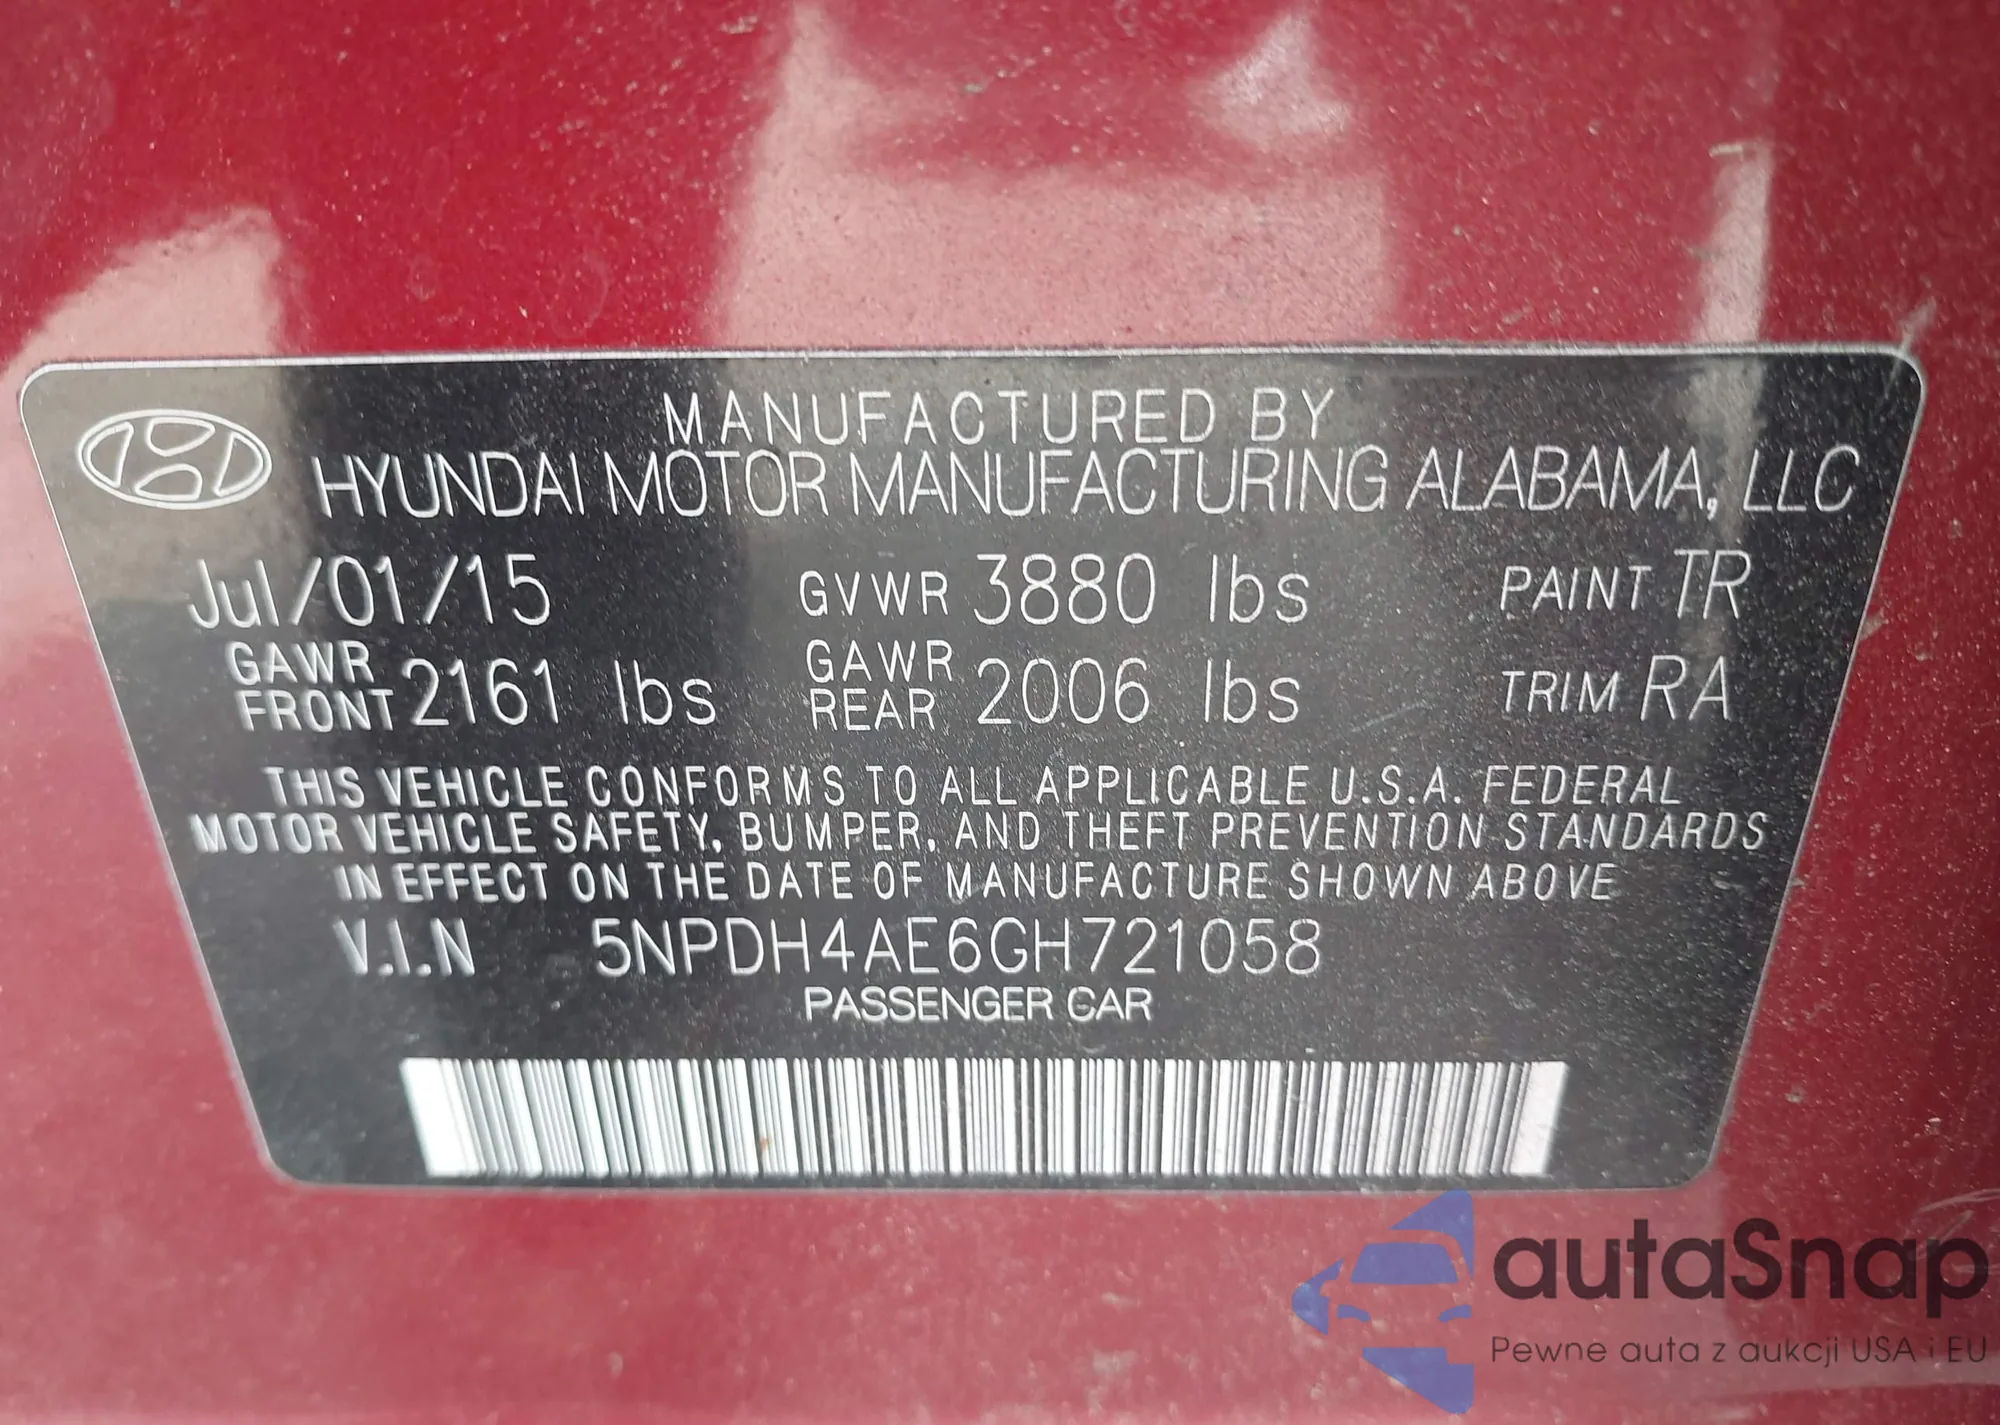 MANUFACTURED BY
HYUNDAI MOTOR MANUFACTURING ALABAMA, LLC
Jul/01/15 GVWR 3880 lbs PAINT TR
GAWR FRONT 2161 lbs GAWR REAR 2006 lbs TRIM RA
THIS VEHICLE CONFORMS TO ALL APPLICABLE U.S.A. FEDERAL
MOTOR VEHICLE SAFETY, BUMPER, AND THEFT PREVENTION STANDARDS
IN EFFECT ON THE DATE OF MANUFACTURE SHOWN ABOVE
V.I.N 5NPDH4AE6GH721058
PASSENGER CAR
autaSnap
Pewne auta z aukcji USA i EU